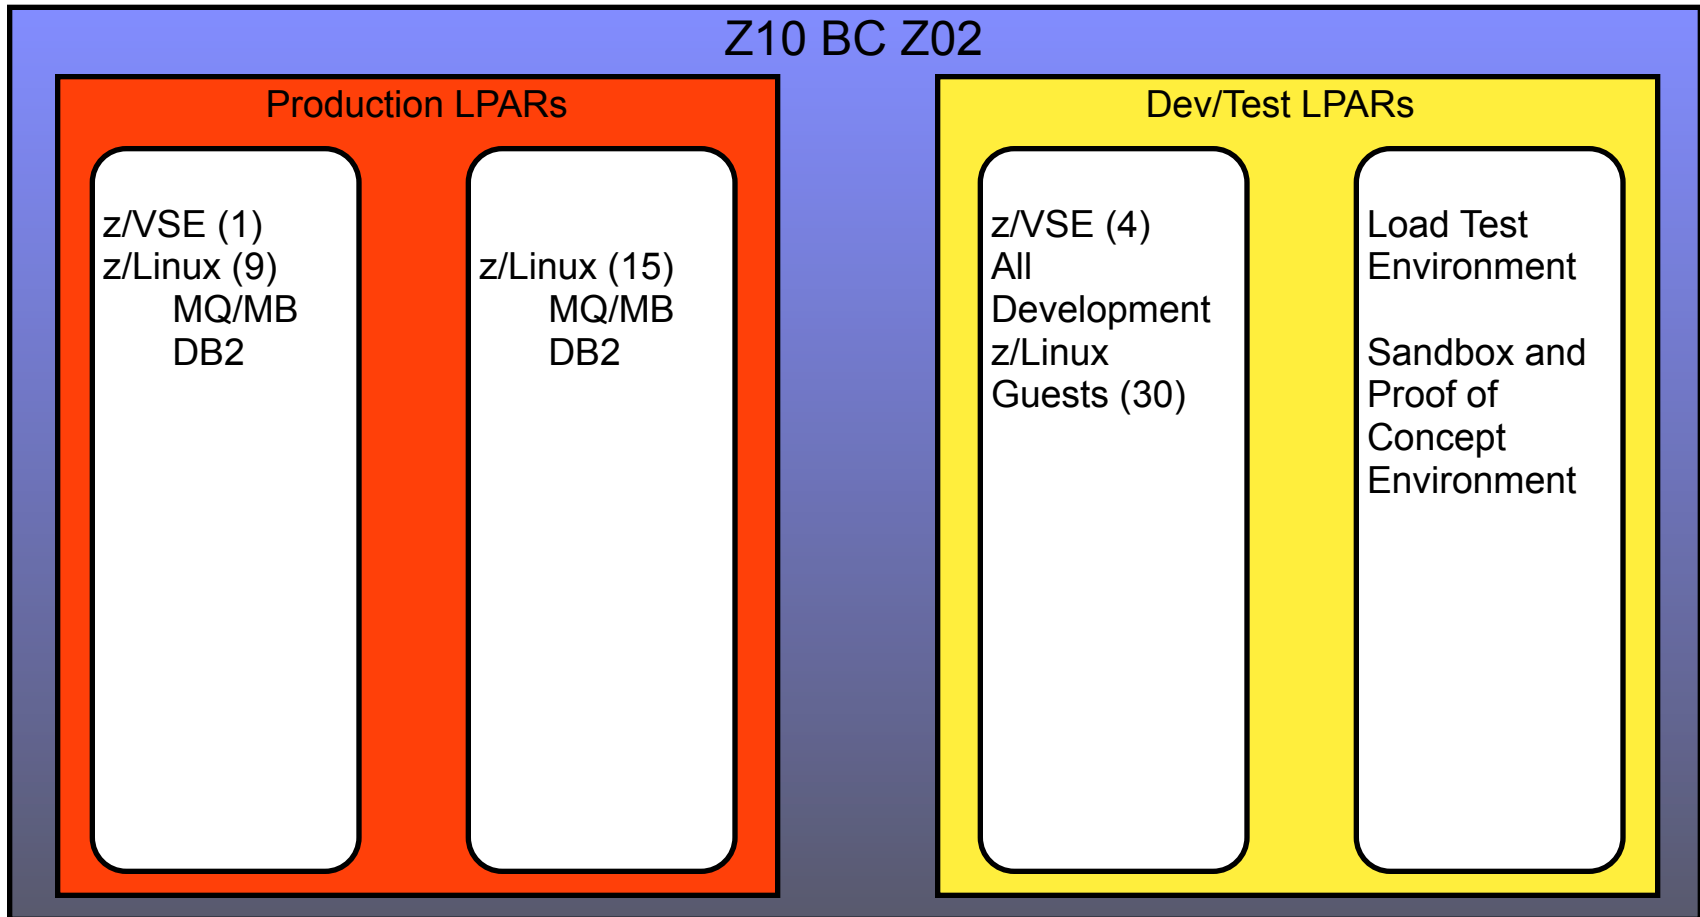 Z10 BC Z02
Production LPARs
z/VSE (1)
z/Linux (9)
MQ/MB
DB2
z/Linux (15)
MQ/MB
DB2
Dev/Test LPARs
z/VSE (4)
All
Development
z/Linux
Guests (30)
Load Test
Environment
Sandbox and
Proof of
Concept
Environment